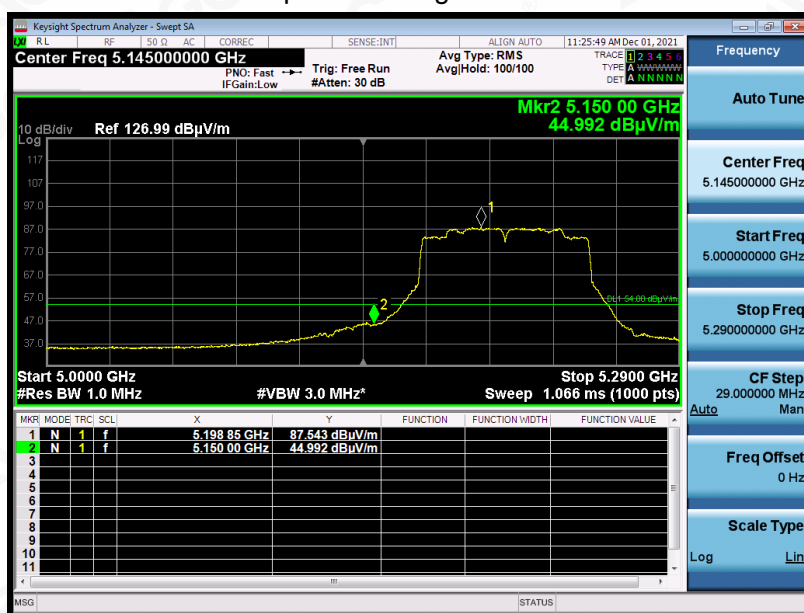 Keysight Spectrum Analyzer - Swept SA
LXI RL RF 50 Ω AC CORREC SENSE:INT ALIGN AUTO 11:25:49 AM Dec 01, 2021
Center Freq 5.145000000 GHz
PNO: Fast
IFGain:Low
Trig: Free Run
#Atten: 30 dB
Avg Type: RMS
Avg|Hold: 100/100
TRACE 1 2 3 4 5 6
TYPE A WWWWW
DET A N N N N N
Mkr2 5.150 00 GHz
44.992 dBµV/m
10 dB/div Ref 126.99 dBµV/m
Log
117
107
97.0
87.0
77.0
67.0
57.0
47.0
37.0
1
2
DL1 54.00 dBµV/m
Start 5.0000 GHz Stop 5.2900 GHz
#Res BW 1.0 MHz #VBW 3.0 MHz* Sweep 1.066 ms (1000 pts)
MKR MODE TRC SCL X Y FUNCTION FUNCTION WIDTH FUNCTION VALUE
1 N 1 f 5.198 85 GHz 87.543 dBµV/m
2 N 1 f 5.150 00 GHz 44.992 dBµV/m
3
4
5
6
7
8
9
10
11
MSG STATUS
Frequency
Auto Tune
Center Freq
5.145000000 GHz
Start Freq
5.000000000 GHz
Stop Freq
5.290000000 GHz
CF Step
29.000000 MHz
Auto Man
Freq Offset
0 Hz
Scale Type
Log Lin